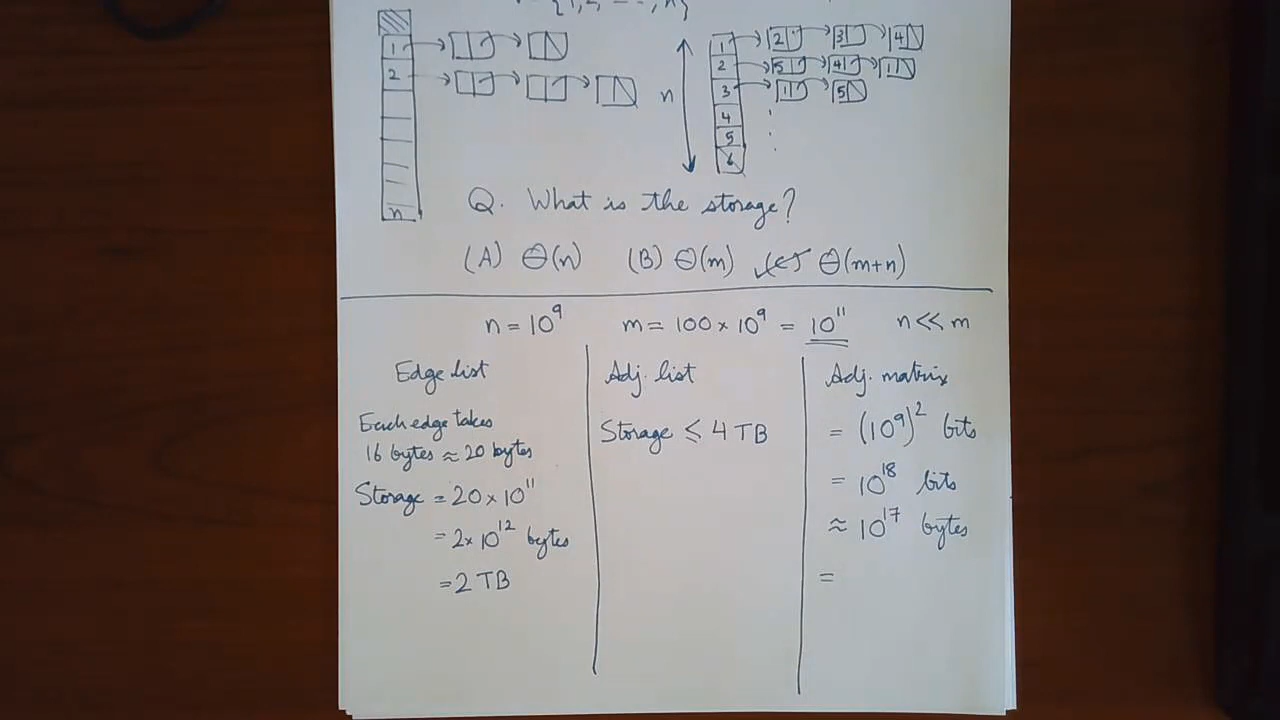 {1, 2, ..., n}
1
2
n
n
1 2 3 4
2 5 4 1
3 1 5
4
5
6
Q. What is the storage?
(A) Θ(n) (B) Θ(m) Θ(m+n)
n = 10⁹ m = 100 × 10⁹ = 10¹¹ n << m
Edge list
Each edge takes
16 bytes ≈ 20 bytes
Storage = 20 × 10¹¹
= 2 × 10¹² bytes
= 2 TB
Adj. list
Storage ≤ 4 TB
Adj. matrix
= (10⁹)² bits
= 10¹⁸ bits
≈ 10¹⁷ bytes
=